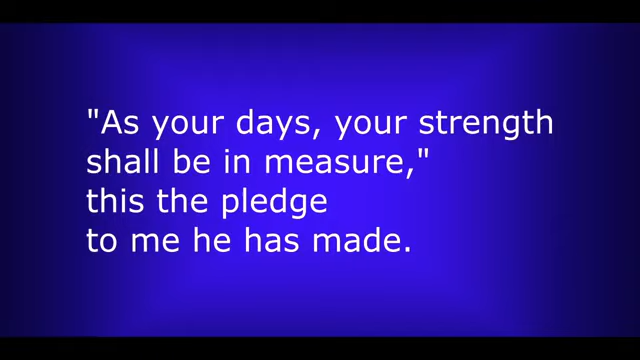 "As your days, your strength
shall be in measure,"
this the pledge
to me he has made.